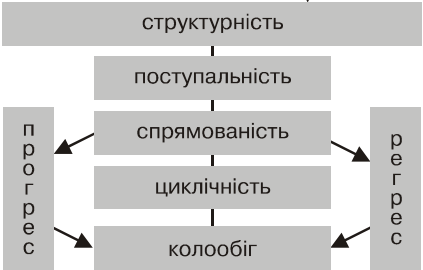 структурність
поступальність
спрямованість
прогрес
регрес
циклічність
колообіг